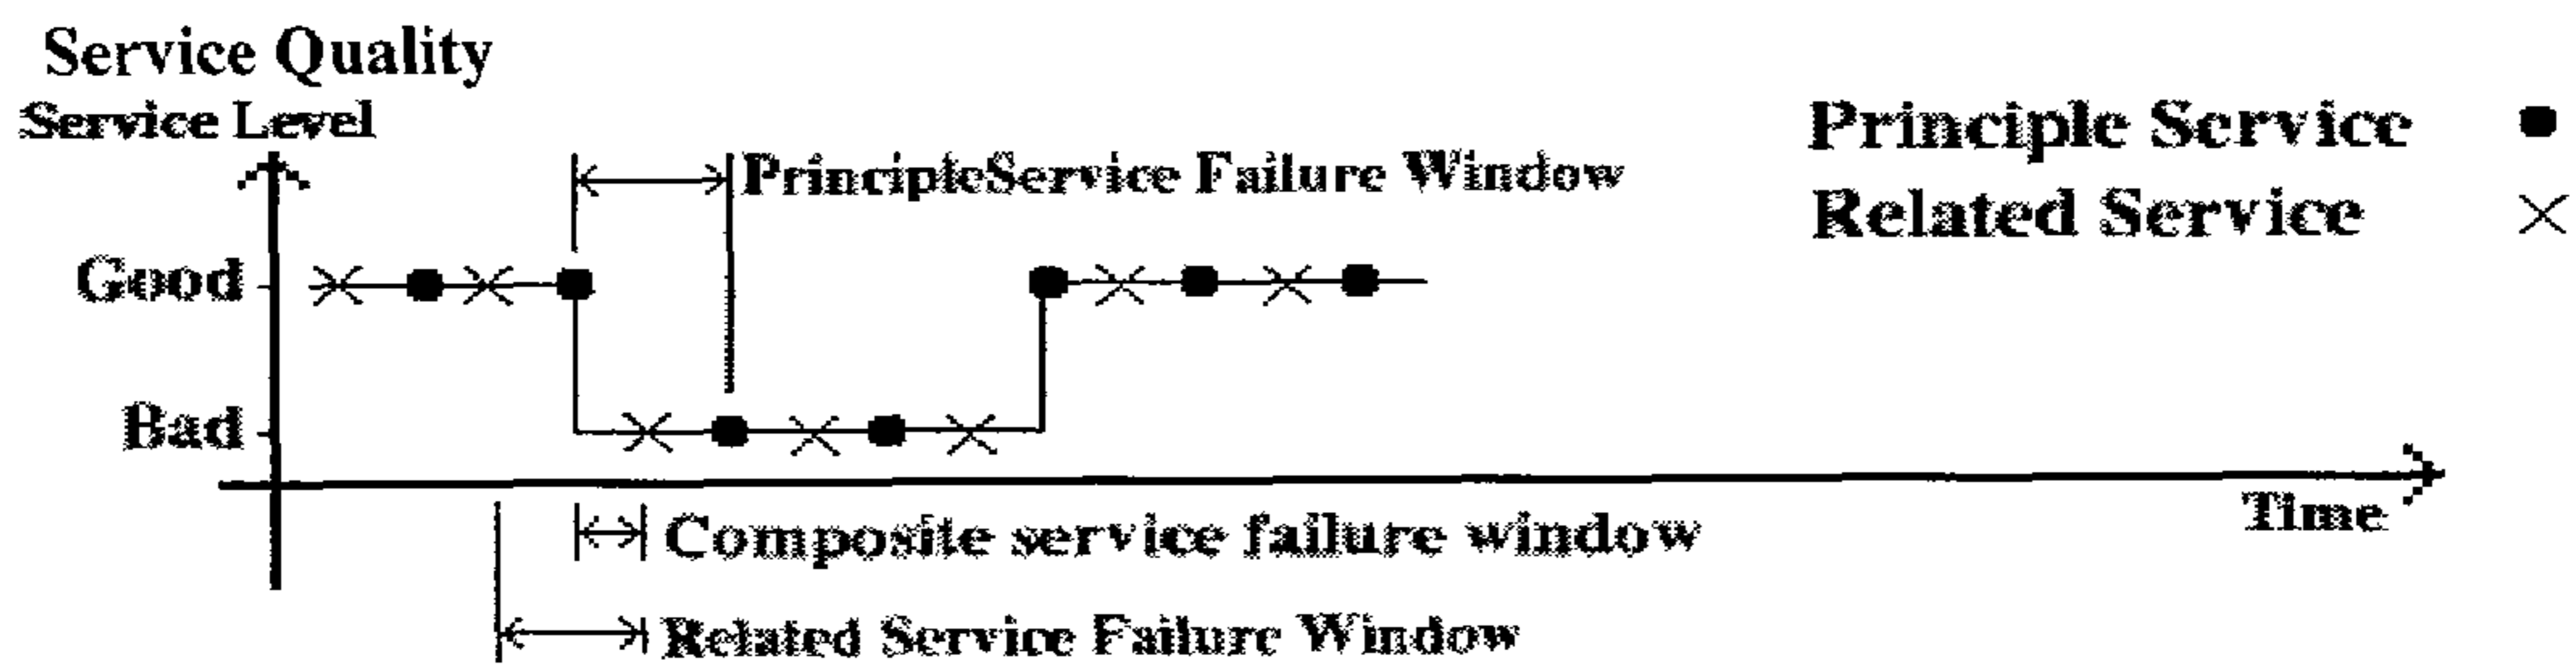 Service Quality
Service Level
PrincipleService Failure Window
Principle Service
Related Service
Good
Bad
Time
Composite service failure window
Related Service Failure Window